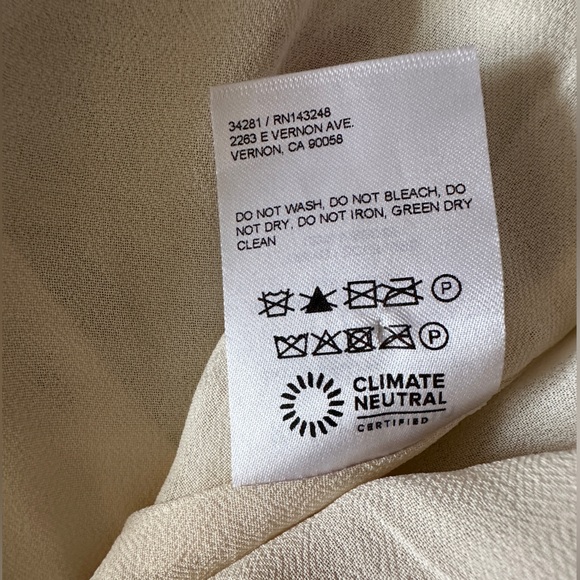 34281 / RN143248
2263 E VERNON AVE.
VERNON, CA 90058
DO NOT WASH, DO NOT BLEACH, DO
NOT DRY, DO NOT IRON, GREEN DRY
CLEAN
P
P
CLIMATE
NEUTRAL
CERTIFIED